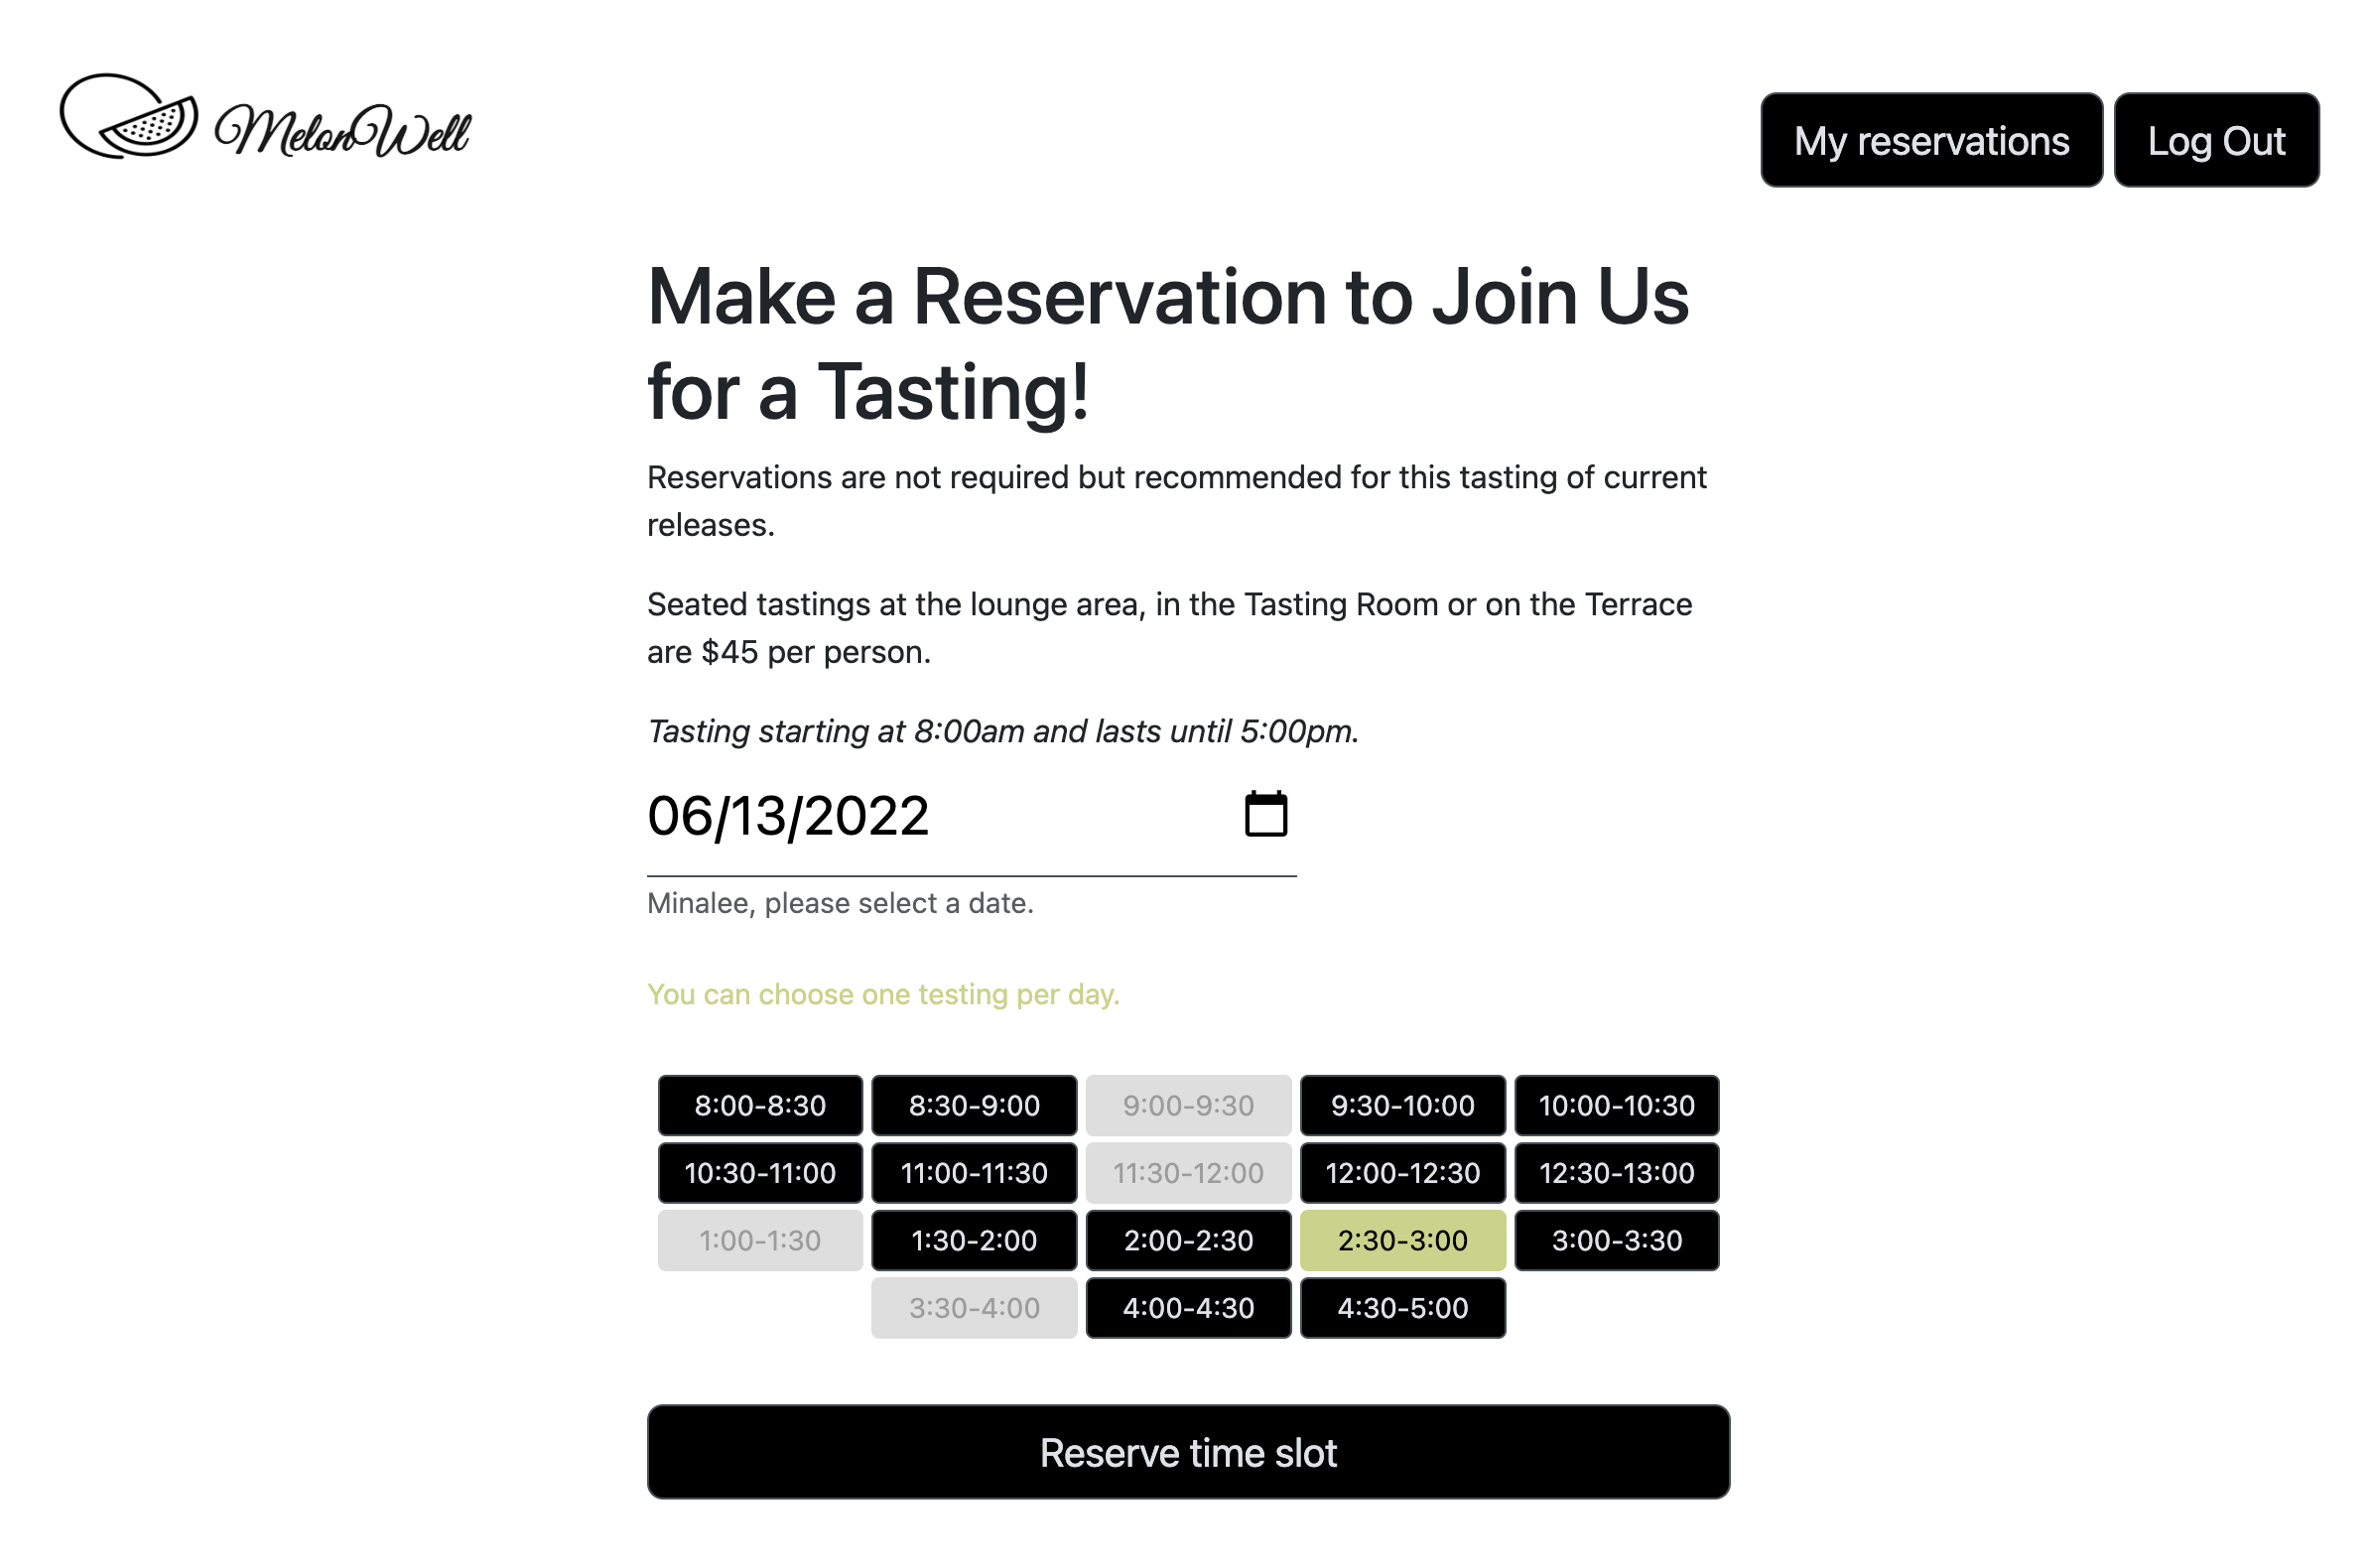 MelonWell
My reservations
Log Out
Make a Reservation to Join Us
for a Tasting!
Reservations are not required but recommended for this tasting of current
releases.
Seated tastings at the lounge area, in the Tasting Room or on the Terrace
are $45 per person.
Tasting starting at 8:00am and lasts until 5:00pm.
06/13/2022
Minalee, please select a date.
You can choose one testing per day.
8:00-8:30 8:30-9:00 9:00-9:30 9:30-10:00 10:00-10:30
10:30-11:00 11:00-11:30 11:30-12:00 12:00-12:30 12:30-13:00
1:00-1:30 1:30-2:00 2:00-2:30 2:30-3:00 3:00-3:30
3:30-4:00 4:00-4:30 4:30-5:00
Reserve time slot